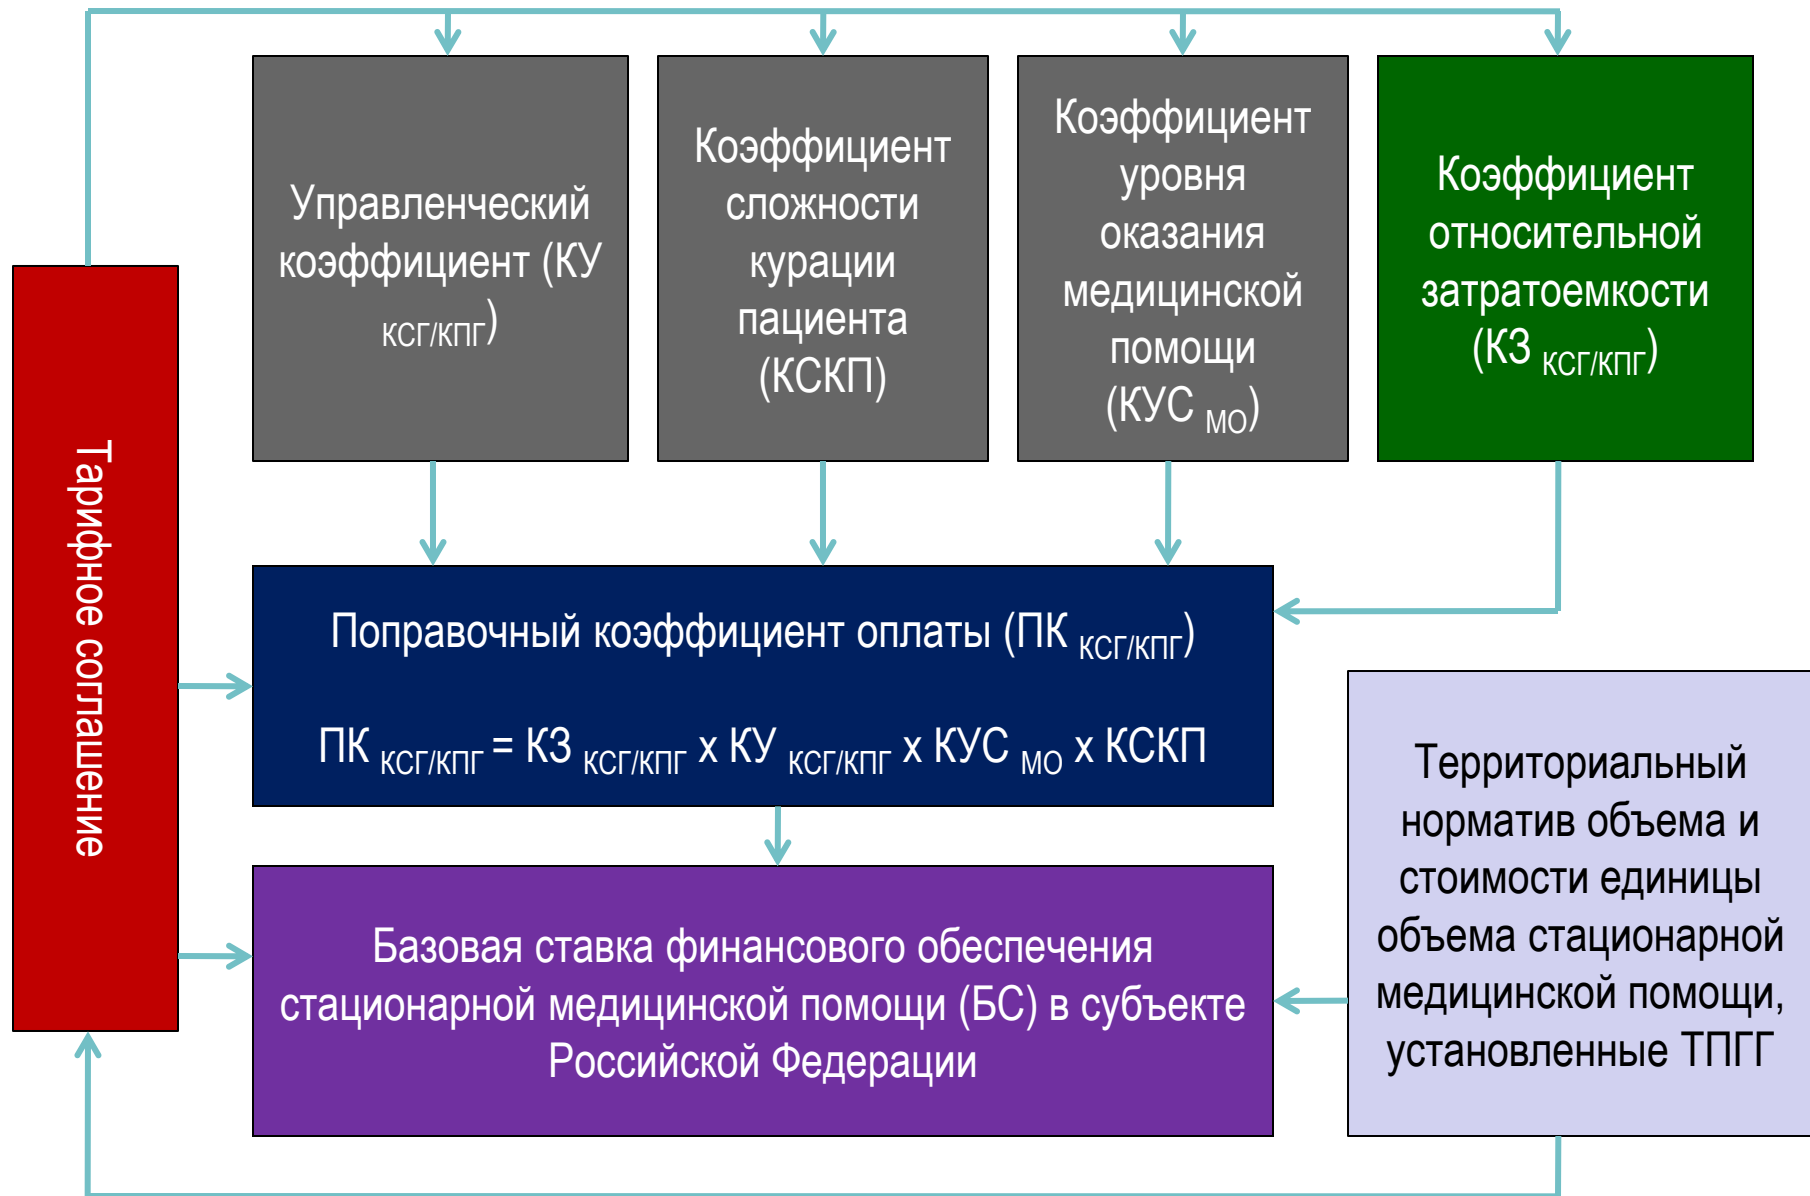 Управленческий
коэффициент (КУ
КСГ/КПГ)
Коэффициент
сложности
курации
пациента
(КСКП)
Коэффициент
уровня
оказания
медицинской
помощи
(КУС МО)
Коэффициент
относительной
затратоемкости
(КЗ КСГ/КПГ)
Тарифное соглашение
Поправочный коэффициент оплаты (ПК КСГ/КПГ)
ПК КСГ/КПГ = КЗ КСГ/КПГ х КУ КСГ/КПГ х КУС МО х КСКП
Территориальный
норматив объема и
стоимости единицы
объема стационарной
медицинской помощи,
установленные ТПГГ
Базовая ставка финансового обеспечения
стационарной медицинской помощи (БС) в субъекте
Российской Федерации